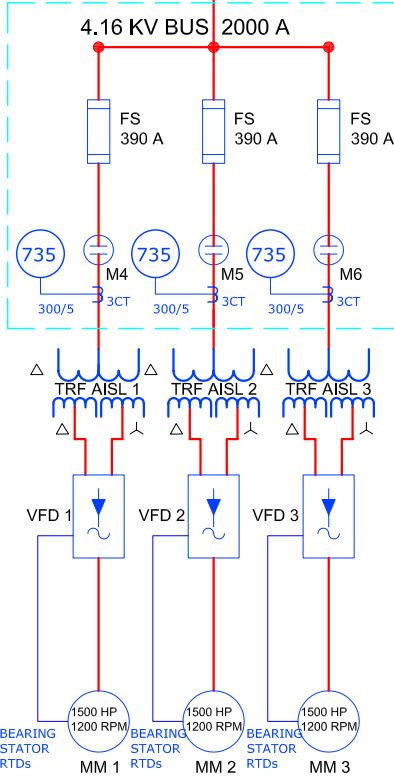 4.16 KV BUS 2000 A
FS
390 A
FS
390 A
FS
390 A
735
M4
300/5
3CT
735
M5
300/5
3CT
735
M6
300/5
3CT
TRF AISL 1
TRF AISL 2
TRF AISL 3
VFD 1
VFD 2
VFD 3
1500 HP
1200 RPM
1500 HP
1200 RPM
1500 HP
1200 RPM
BEARING
STATOR
RTDs
MM 1
BEARING
STATOR
RTDs
MM 2
BEARING
STATOR
RTDs
MM 3